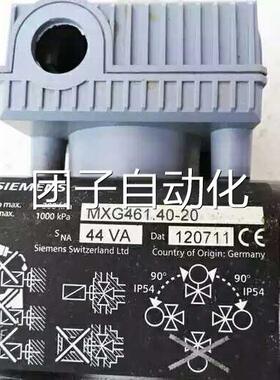 团子自动化
SIEMENS
MXG461.40-20
max. 1000 kPa
SNA 44 VA Dat 120711 CE
Siemens Switzerland Ltd Country of Origin: Germany
90° 90°
IP54 IP54